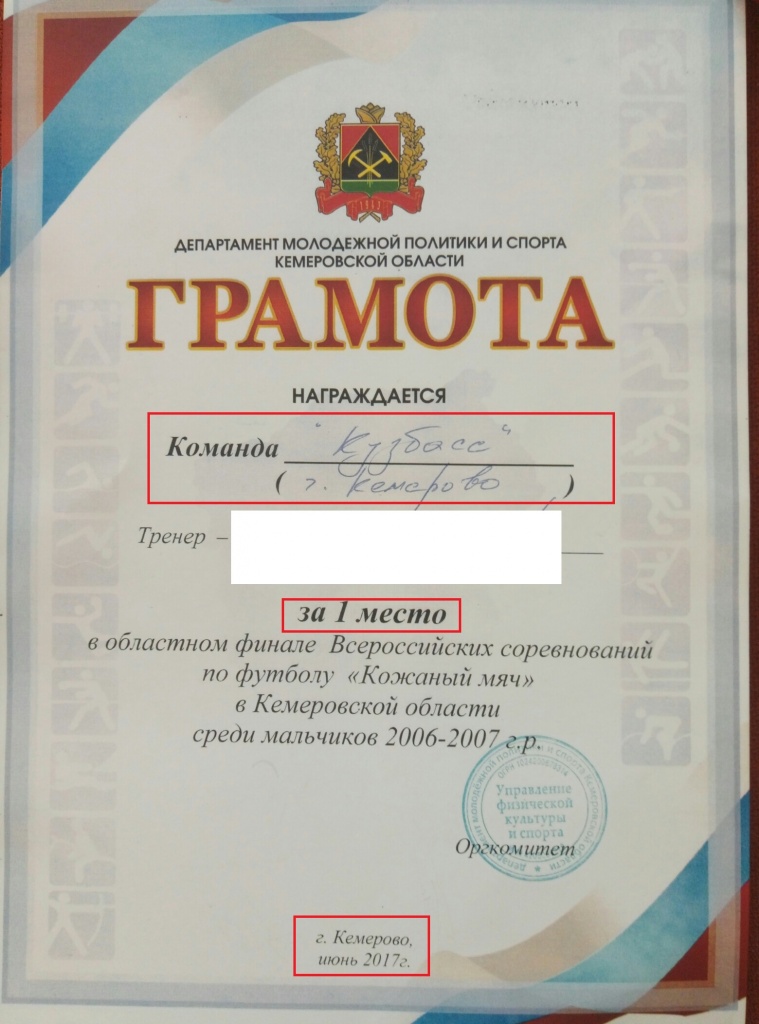 ДЕПАРТАМЕНТ МОЛОДЕЖНОЙ ПОЛИТИКИ И СПОРТА
КЕМЕРОВСКОЙ ОБЛАСТИ
ГРАМОТА
НАГРАЖДАЕТСЯ
Команда "Кузбасс"
( г. Кемерово )
Тренер –
за 1 место
в областном финале Всероссийских соревнований
по футболу «Кожаный мяч»
в Кемеровской области
среди мальчиков 2006-2007 г.р.
Управление
физической
культуры
и спорта
Оргкомитет
г. Кемерово,
июнь 2017г.